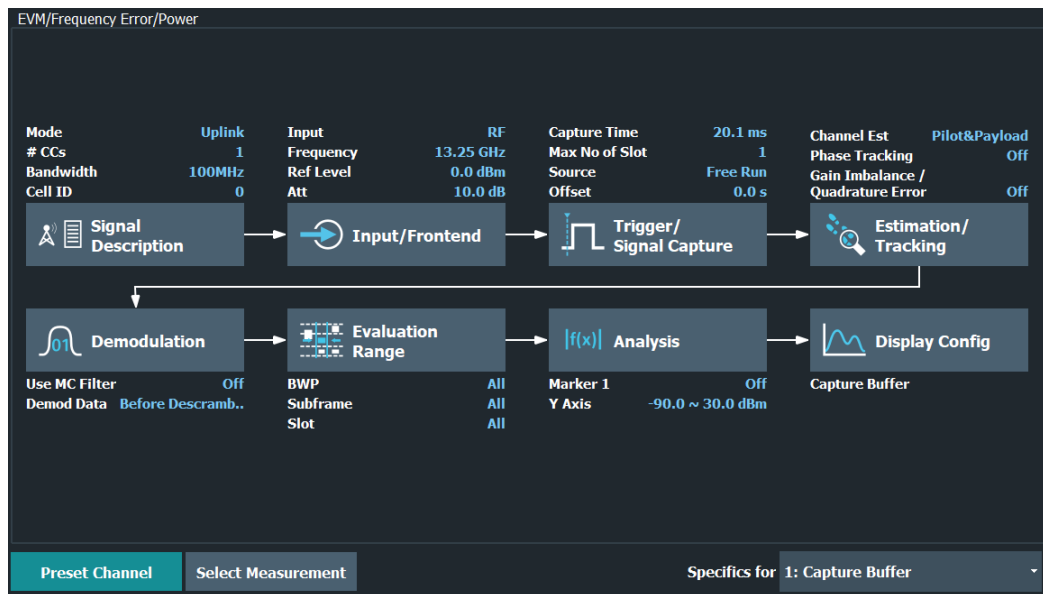 EVM/Frequency Error/Power
Mode Uplink
# CCs 1
Bandwidth 100MHz
Cell ID 0
Signal
Description
Input RF
Frequency 13.25 GHz
Ref Level 0.0 dBm
Att 10.0 dB
Input/Frontend
Capture Time 20.1 ms
Max No of Slot 1
Source Free Run
Offset 0.0 s
Trigger/
Signal Capture
Channel Est Pilot&Payload
Phase Tracking Off
Gain Imbalance /
Quadrature Error Off
Estimation/
Tracking
01 Demodulation
Use MC Filter Off
Demod Data Before Descramb..
Evaluation
Range
BWP All
Subframe All
Slot All
|f(x)| Analysis
Marker 1 Off
Y Axis -90.0 ~ 30.0 dBm
Display Config
Capture Buffer
Preset Channel Select Measurement Specifics for 1: Capture Buffer